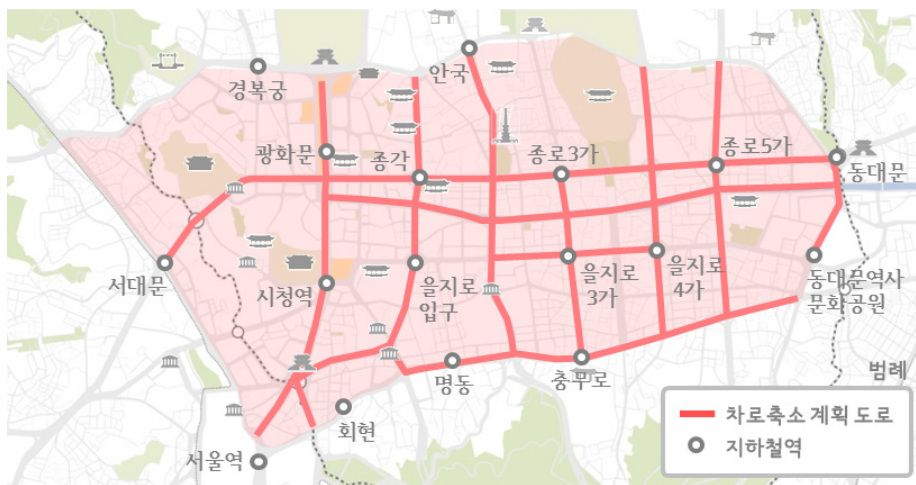 안국
경복궁
광화문
종각
종로3가
종로5가
동대문
서대문
시청역
을지로
입구
을지로
3가
을지로
4가
동대문역사
문화공원
명동
충무로
회현
서울역
범례
차로축소 계획 도로
지하철역